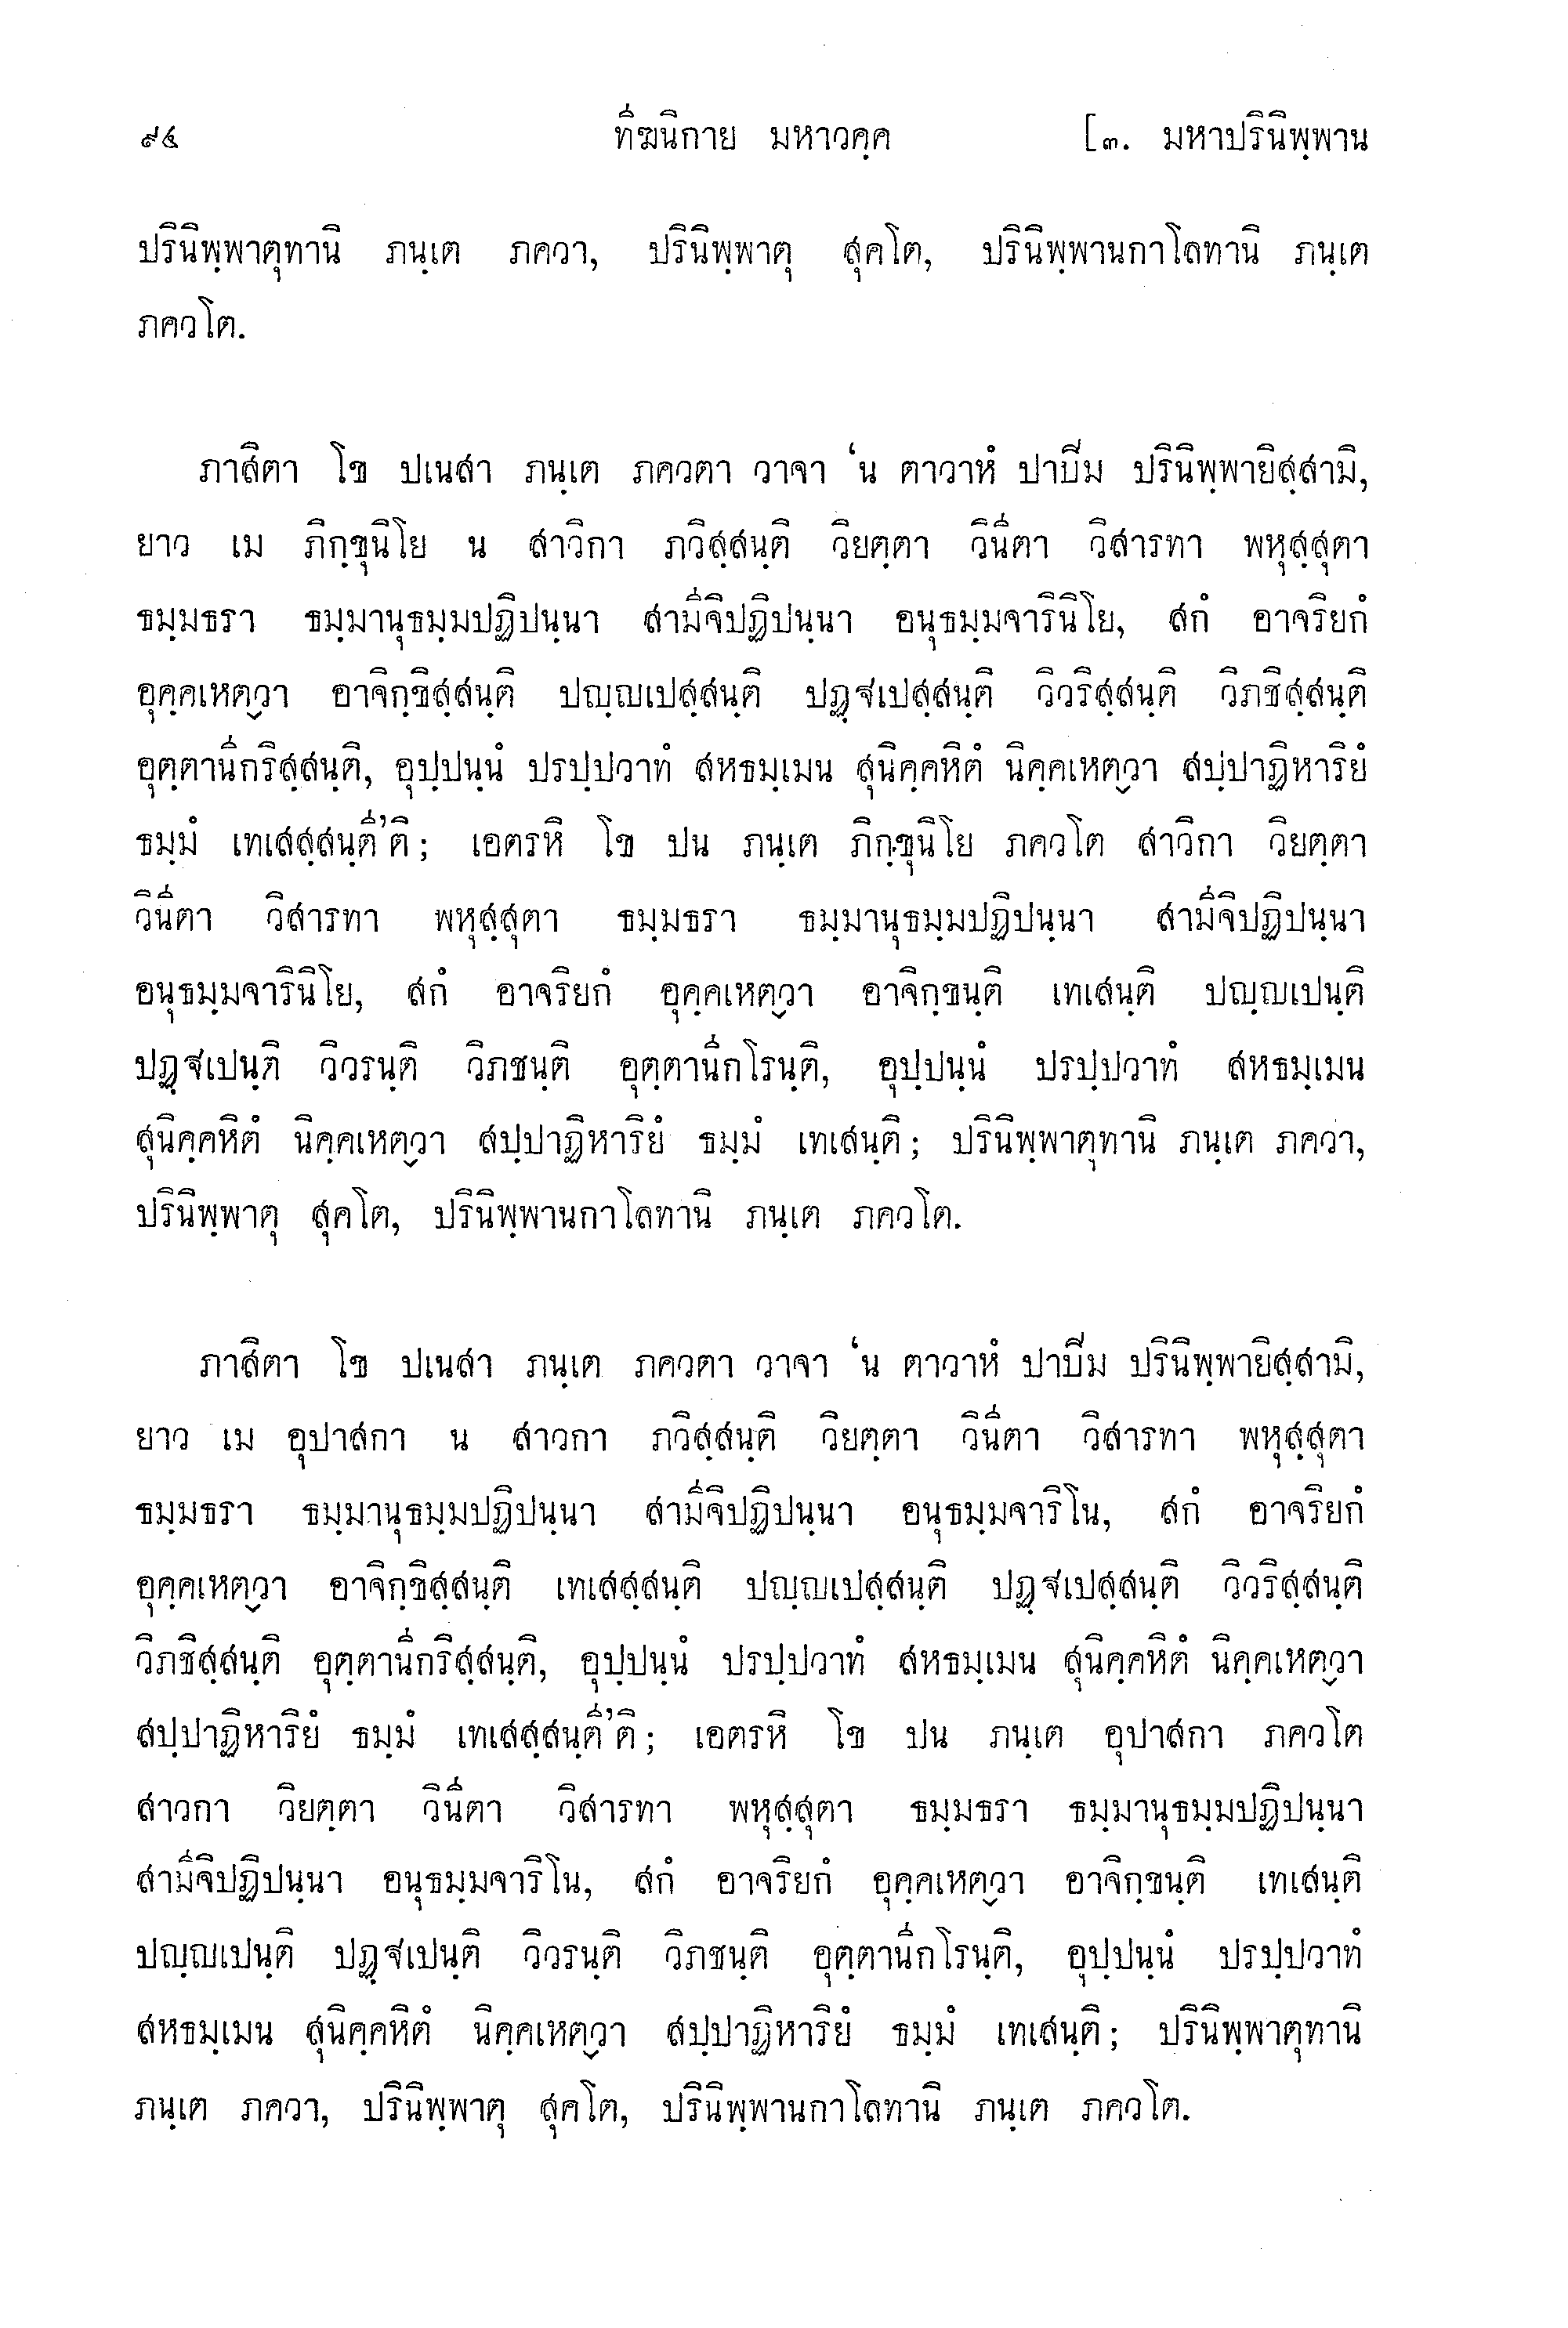 ๙๔ ทีฆนิกาย มหาวคฺค [๓. มหาปรินิพฺพาน
ปรินิพฺพาตุทานิ ภนฺเต ภควา, ปรินิพฺพาตุ สุคโต, ปรินิพฺพานกาโลทานิ ภนฺเต
ภควโต.
ภาสิตา โข ปเนสา ภนฺเต ภควตา วาจา ‘น ตาวาหํ ปาปิม ปรินิพฺพายิสฺสามิ,
ยาว เม ภิกฺขุนิโย น สาวิกา ภวิสฺสนฺติ วิยตฺตา วินีตา วิสารทา พหุสฺสุตา
ธมฺมธรา ธมฺมานุธมฺมปฏิปนฺนา สามีจิปฏิปนฺนา อนุธมฺมจารินิโย, สกํ อาจริยกํ
อุคฺคเหตฺวา อาจิกฺขิสฺสนฺติ ปญฺญเปสฺสนฺติ ปฏฺฐเปสฺสนฺติ วิวริสฺสนฺติ วิภชิสฺสนฺติ
อุตฺตานีกริสฺสนฺติ, อุปฺปนฺนํ ปรปฺปวาทํ สหธมฺเมน สุนิคฺคหิตํ นิคฺคเหตฺวา สปฺปาฏิหาริยํ
ธมฺมํ เทเสสฺสนฺตี’ติ; เอตรหิ โข ปน ภนฺเต ภิกฺขุนิโย ภควโต สาวิกา วิยตฺตา
วินีตา วิสารทา พหุสฺสุตา ธมฺมธรา ธมฺมานุธมฺมปฏิปนฺนา สามีจิปฏิปนฺนา
อนุธมฺมจารินิโย, สกํ อาจริยกํ อุคฺคเหตฺวา อาจิกฺขนฺติ เทเสนฺติ ปญฺญเปนฺติ
ปฏฺฐเปนฺติ วิวรนฺติ วิภชนฺติ อุตฺตานีกโรนฺติ, อุปฺปนฺนํ ปรปฺปวาทํ สหธมฺเมน
สุนิคฺคหิตํ นิคฺคเหตฺวา สปฺปาฏิหาริยํ ธมฺมํ เทเสนฺติ; ปรินิพฺพาตุทานิ ภนฺเต ภควา,
ปรินิพฺพาตุ สุคโต, ปรินิพฺพานกาโลทานิ ภนฺเต ภควโต.
ภาสิตา โข ปเนสา ภนฺเต ภควตา วาจา ‘น ตาวาหํ ปาปิม ปรินิพฺพายิสฺสามิ,
ยาว เม อุปาสกา น สาวกา ภวิสฺสนฺติ วิยตฺตา วินีตา วิสารทา พหุสฺสุตา
ธมฺมธรา ธมฺมานุธมฺมปฏิปนฺนา สามีจิปฏิปนฺนา อนุธมฺมจาริโน, สกํ อาจริยกํ
อุคฺคเหตฺวา อาจิกฺขิสฺสนฺติ เทเสสฺสนฺติ ปญฺญเปสฺสนฺติ ปฏฺฐเปสฺสนฺติ วิวริสฺสนฺติ
วิภชิสฺสนฺติ อุตฺตานีกริสฺสนฺติ, อุปฺปนฺนํ ปรปฺปวาทํ สหธมฺเมน สุนิคฺคหิตํ นิคฺคเหตฺวา
สปฺปาฏิหาริยํ ธมฺมํ เทเสสฺสนฺตี’ติ; เอตรหิ โข ปน ภนฺเต อุปาสกา ภควโต
สาวกา วิยตฺตา วินีตา วิสารทา พหุสฺสุตา ธมฺมธรา ธมฺมานุธมฺมปฏิปนฺนา
สามีจิปฏิปนฺนา อนุธมฺมจาริโน, สกํ อาจริยกํ อุคฺคเหตฺวา อาจิกฺขนฺติ เทเสนฺติ
ปญฺญเปนฺติ ปฏฺฐเปนฺติ วิวรนฺติ วิภชนฺติ อุตฺตานีกโรนฺติ, อุปฺปนฺนํ ปรปฺปวาทํ
สหธมฺเมน สุนิคฺคหิตํ นิคฺคเหตฺวา สปฺปาฏิหาริยํ ธมฺมํ เทเสนฺติ; ปรินิพฺพาตุทานิ
ภนฺเต ภควา, ปรินิพฺพาตุ สุคโต, ปรินิพฺพานกาโลทานิ ภนฺเต ภควโต.